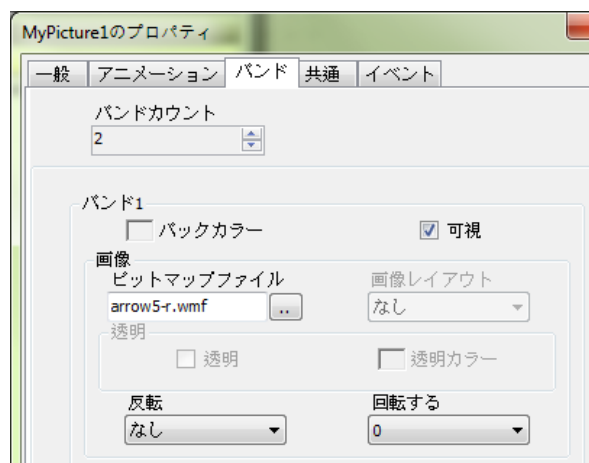 MyPicture1のプロパティ
一般 アニメーション バンド 共通 イベント
バンドカウント
2
バンド1
バックカラー 可視
画像
ビットマップファイル 画像レイアウト
arrow5-r.wmf .. なし
透明
透明 透明カラー
反転 回転する
なし 0